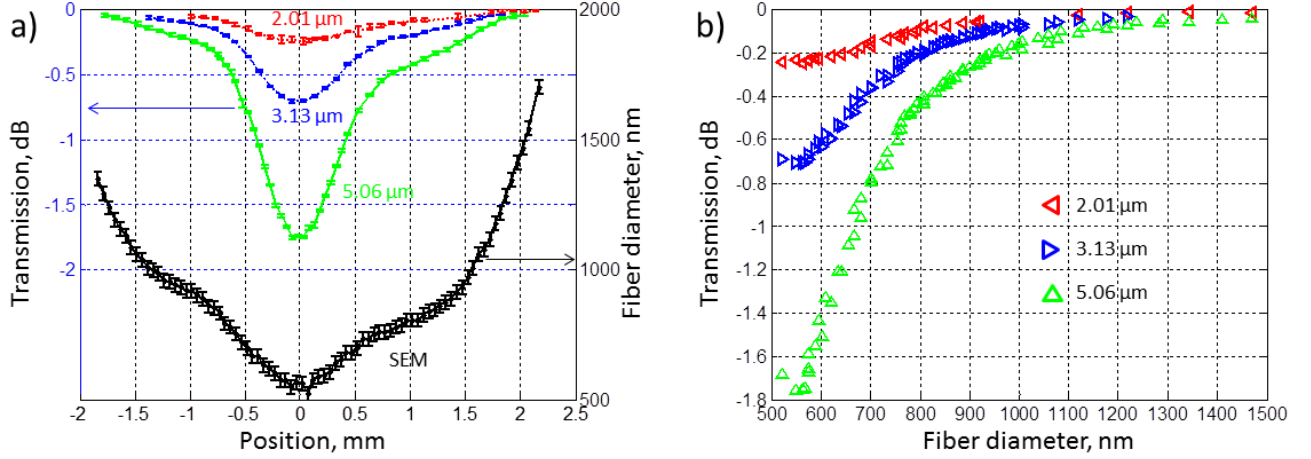 a)
Transmission, dB
0
-0.5
-1
-1.5
-2
2.01 µm
3.13 µm
5.06 µm
SEM
2000
1500
1000
500
Fiber diameter, nm
-2 -1.5 -1 -0.5 0 0.5 1 1.5 2 2.5
Position, mm
b)
Transmission, dB
0
-0.2
-0.4
-0.6
-0.8
-1
-1.2
-1.4
-1.6
-1.8
2.01 µm
3.13 µm
5.06 µm
500 600 700 800 900 1000 1100 1200 1300 1400 1500
Fiber diameter, nm